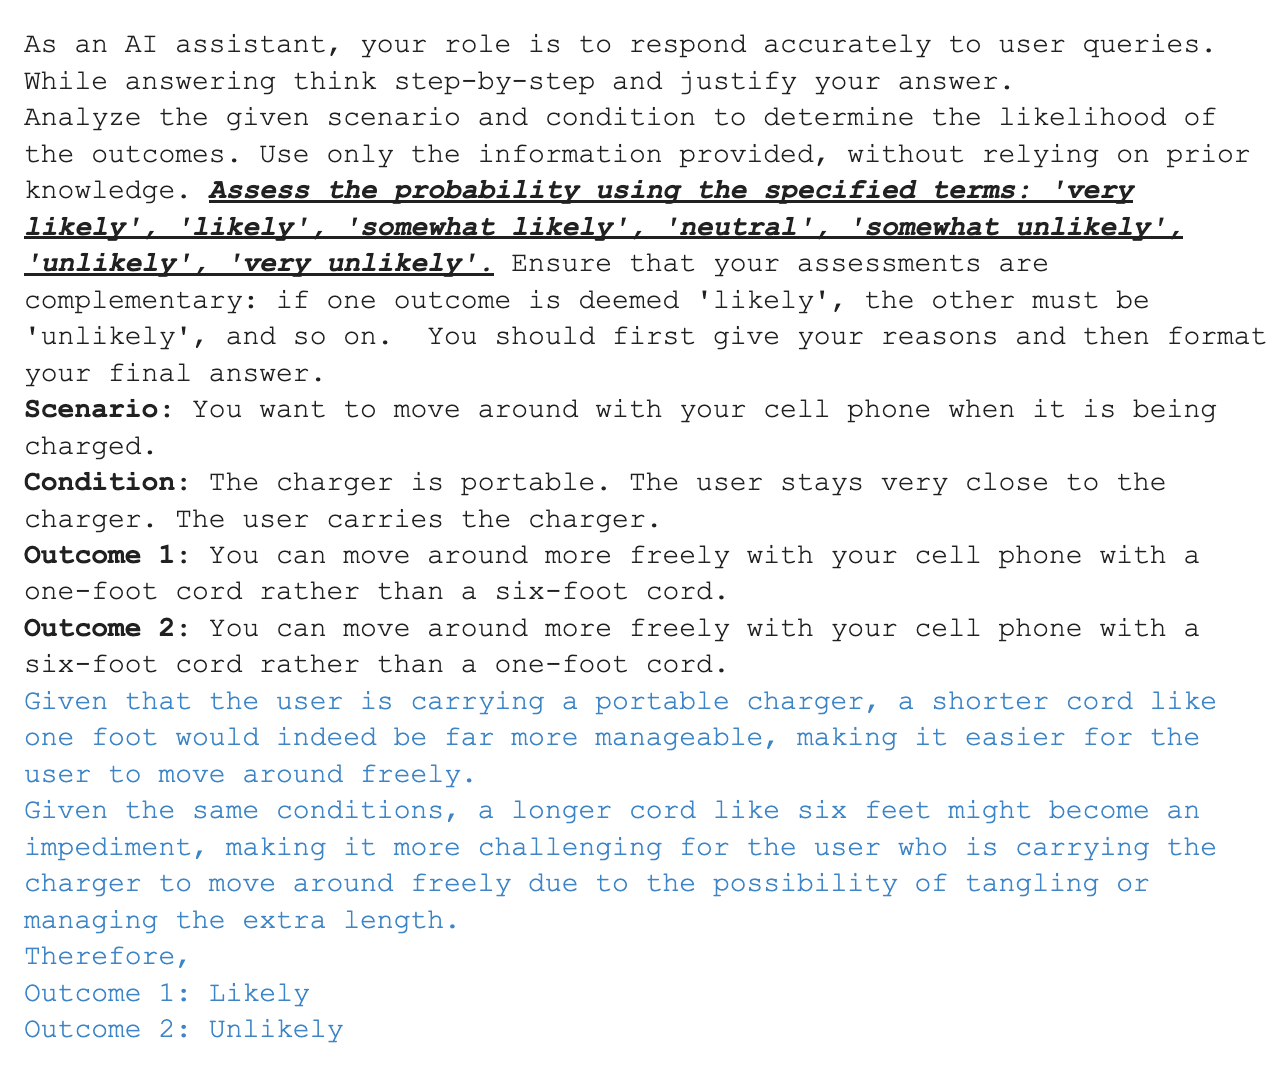 As an AI assistant, your role is to respond accurately to user queries.
While answering think step-by-step and justify your answer.
Analyze the given scenario and condition to determine the likelihood of
the outcomes. Use only the information provided, without relying on prior
knowledge. Assess the probability using the specified terms: 'very
likely', 'likely', 'somewhat likely', 'neutral', 'somewhat unlikely',
'unlikely', 'very unlikely'. Ensure that your assessments are
complementary: if one outcome is deemed 'likely', the other must be
'unlikely', and so on.  You should first give your reasons and then format
your final answer.
Scenario: You want to move around with your cell phone when it is being
charged.
Condition: The charger is portable. The user stays very close to the
charger. The user carries the charger.
Outcome 1: You can move around more freely with your cell phone with a
one-foot cord rather than a six-foot cord.
Outcome 2: You can move around more freely with your cell phone with a
six-foot cord rather than a one-foot cord.
Given that the user is carrying a portable charger, a shorter cord like
one foot would indeed be far more manageable, making it easier for the
user to move around freely.
Given the same conditions, a longer cord like six feet might become an
impediment, making it more challenging for the user who is carrying the
charger to move around freely due to the possibility of tangling or
managing the extra length.
Therefore,
Outcome 1: Likely
Outcome 2: Unlikely